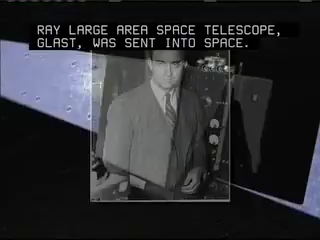 RAY LARGE AREA SPACE TELESCOPE,
GLAST, WAS SENT INTO SPACE.